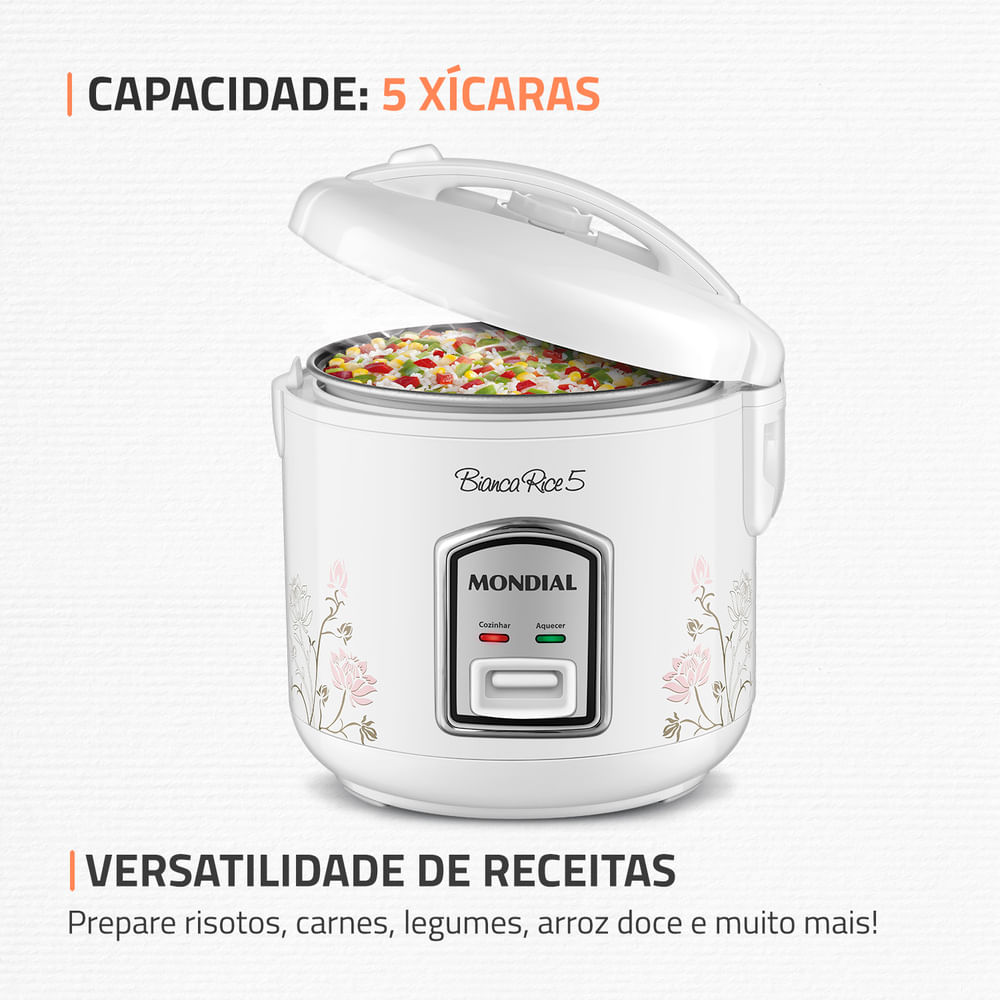 CAPACIDADE: 5 XÍCARAS
Bianca Rice 5
MONDIAL
Cozinhar Aquecer
VERSATILIDADE DE RECEITAS
Prepare risotos, carnes, legumes, arroz doce e muito mais!